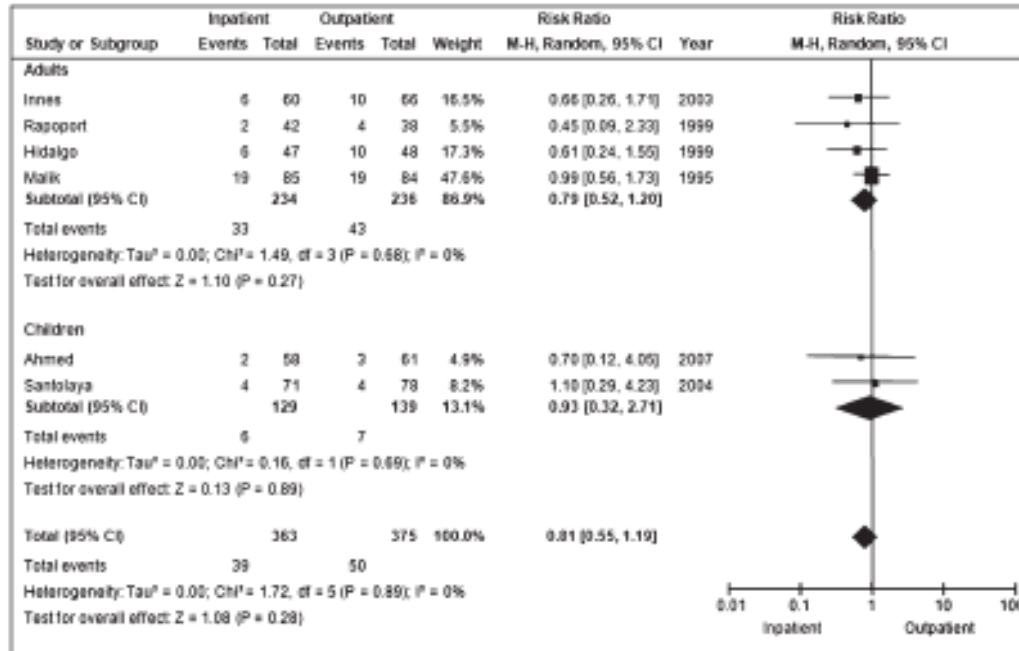 Inpatient Outpatient Risk Ratio Risk Ratio
Study or Subgroup Events Total Events Total Weight M-H, Random, 95% CI Year M-H, Random, 95% CI
Adults
Innes 6 60 10 66 16.5% 0.66 [0.26, 1.71] 2003
Rapoport 2 42 4 38 5.5% 0.45 [0.09, 2.33] 1999
Hidalgo 6 47 10 48 17.3% 0.61 [0.24, 1.55] 1999
Malik 19 85 19 84 47.6% 0.99 [0.56, 1.73] 1995
Subtotal (95% CI) 234 236 86.9% 0.79 [0.52, 1.20]
Total events 33 43
Heterogeneity: Tau² = 0.00; Chi² = 1.49, df = 3 (P = 0.68); I² = 0%
Test for overall effect: Z = 1.10 (P = 0.27)
Children
Ahmed 2 58 3 61 4.9% 0.70 [0.12, 4.05] 2007
Santolaya 4 71 4 78 8.2% 1.10 [0.29, 4.23] 2004
Subtotal (95% CI) 129 139 13.1% 0.93 [0.32, 2.71]
Total events 6 7
Heterogeneity: Tau² = 0.00; Chi² = 0.16, df = 1 (P = 0.69); I² = 0%
Test for overall effect: Z = 0.13 (P = 0.89)
Total (95% CI) 363 375 100.0% 0.81 [0.55, 1.19]
Total events 39 50
Heterogeneity: Tau² = 0.00; Chi² = 1.72, df = 5 (P = 0.89); I² = 0%
Test for overall effect: Z = 1.08 (P = 0.28)
0.01 0.1 1 10 100
Inpatient Outpatient